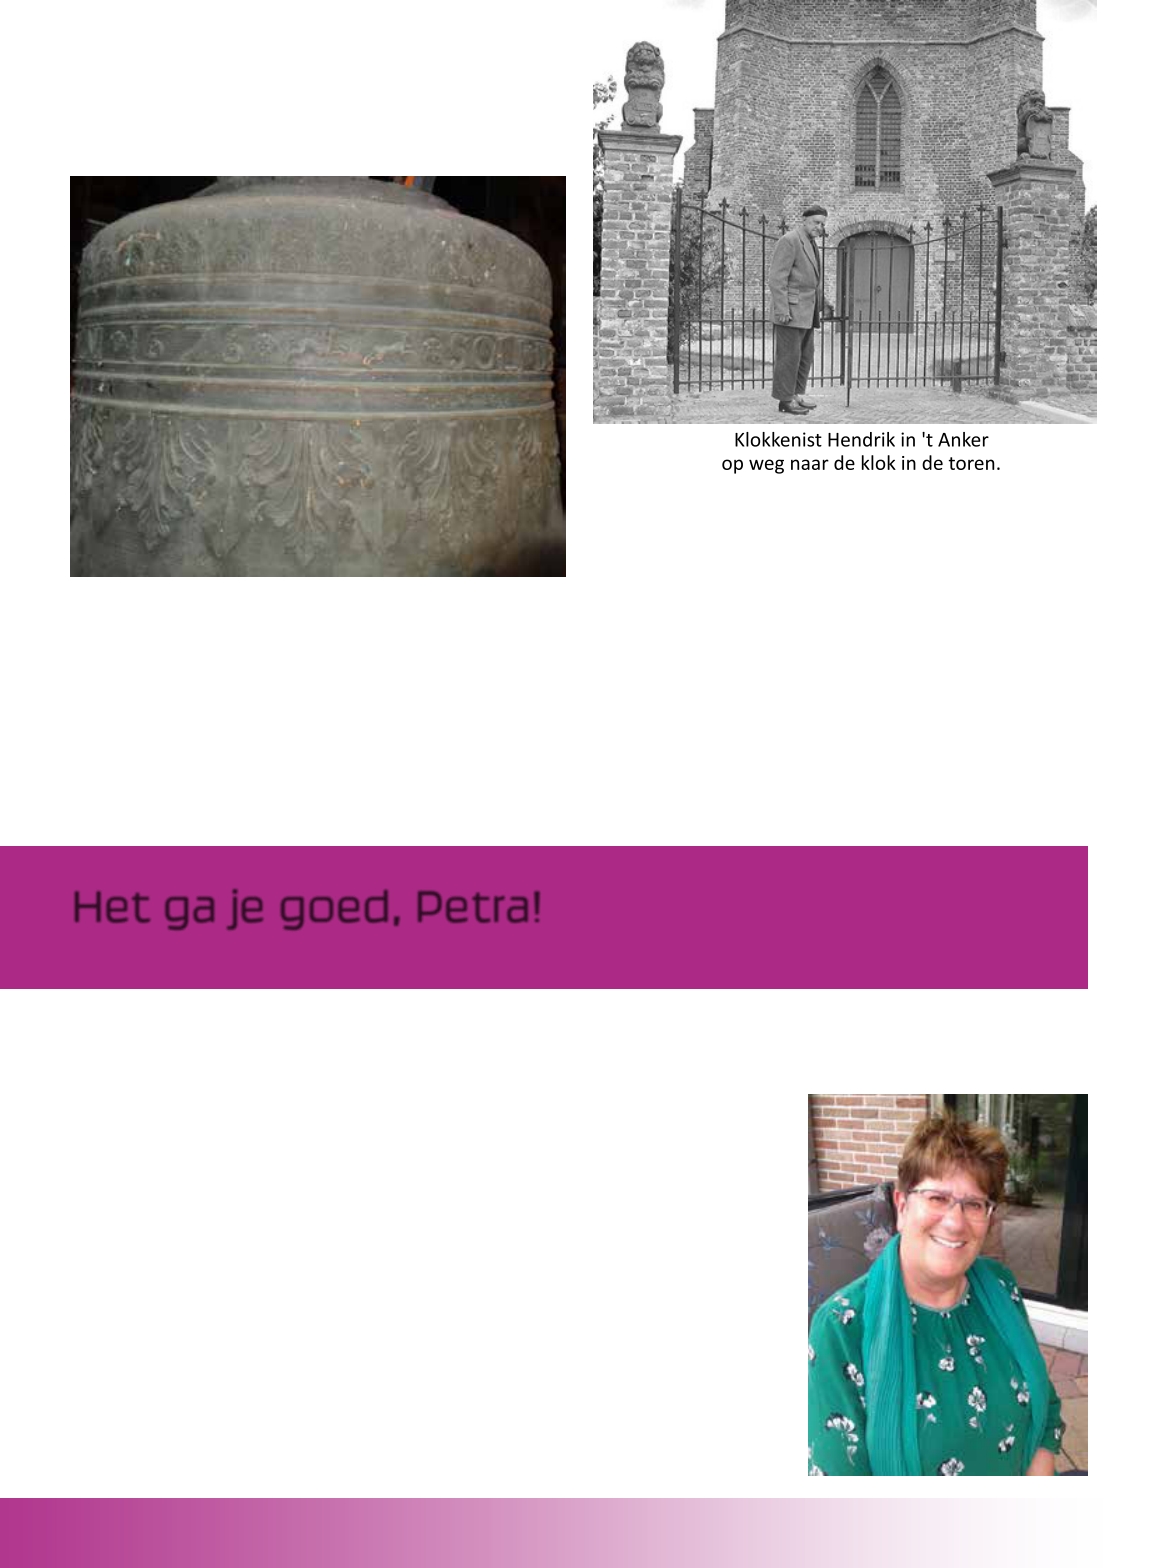 Klokkenist Hendrik in 't Anker
op weg naar de klok in de toren.
Het ga je goed, Petra!